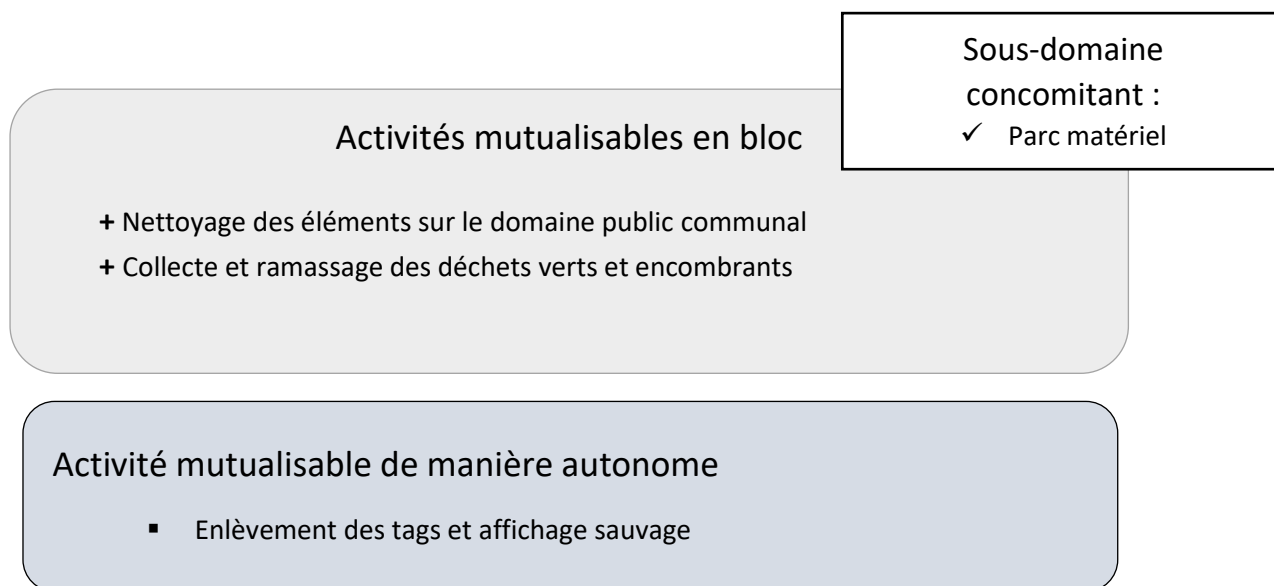 Sous-domaine
concomitant :
✓ Parc matériel
Activités mutualisables en bloc
+ Nettoyage des éléments sur le domaine public communal
+ Collecte et ramassage des déchets verts et encombrants
Activité mutualisable de manière autonome
▪ Enlèvement des tags et affichage sauvage